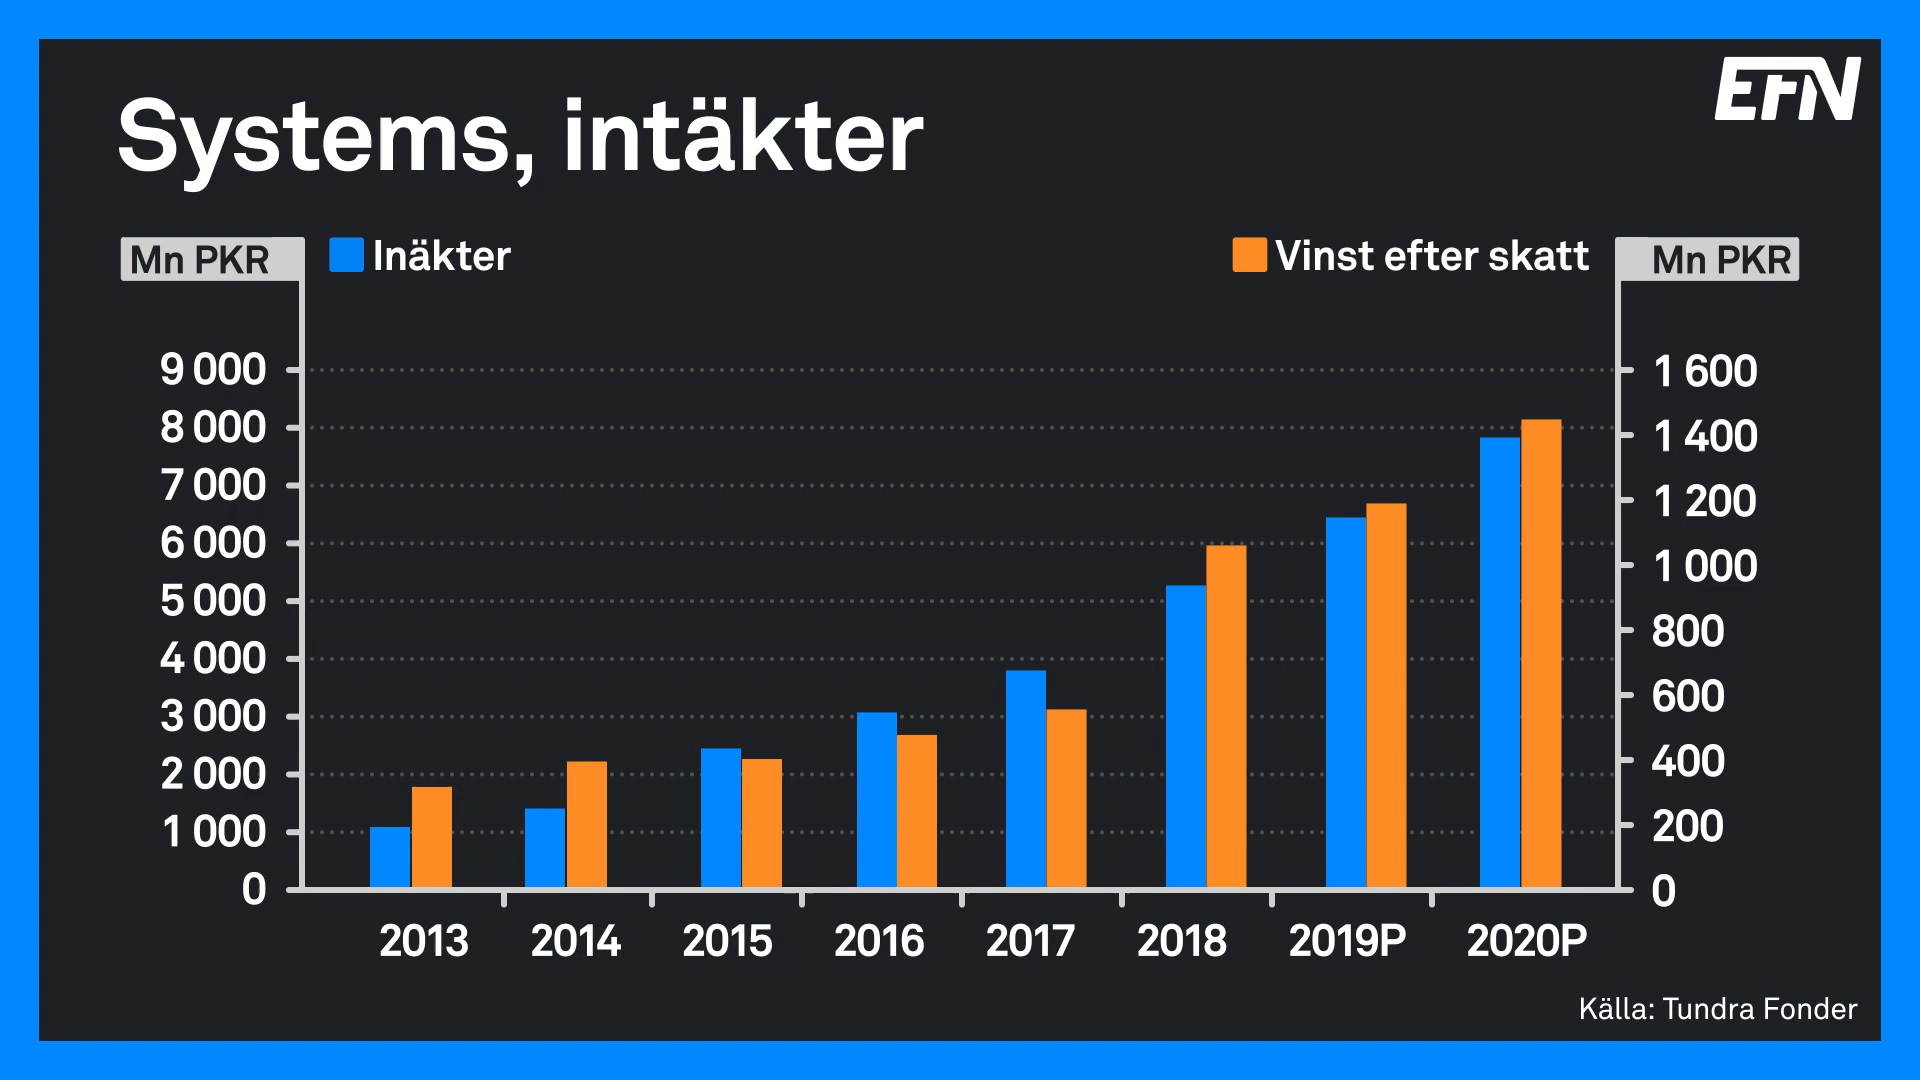 EFN
Systems, intäkter
Mn PKR
Inäkter
Vinst efter skatt
Mn PKR
9 000
8 000
7 000
6 000
5 000
4 000
3 000
2 000
1 000
0
1 600
1 400
1 200
1 000
800
600
400
200
0
2013 2014 2015 2016 2017 2018 2019P 2020P
Källa: Tundra Fonder